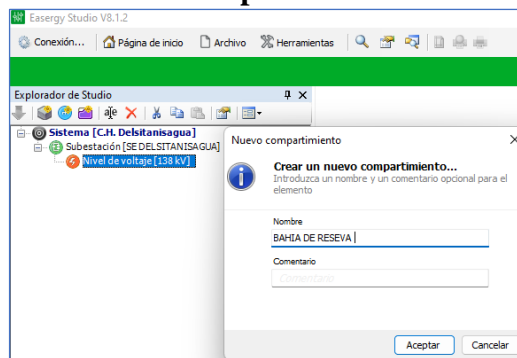 Easergy Studio V8.1.2
Conexión... Página de inicio Archivo Herramientas
Explorador de Studio
Sistema [C.H. Delsitanisagua]
Subestación [SE DELSITANISAGUA]
Nivel de voltaje [138 kV]
Nuevo compartimiento
Crear un nuevo compartimiento...
Introduzca un nombre y un comentario opcional para el
elemento
Nombre
BAHIA DE RESEVA
Comentario
Comentario
Aceptar Cancelar